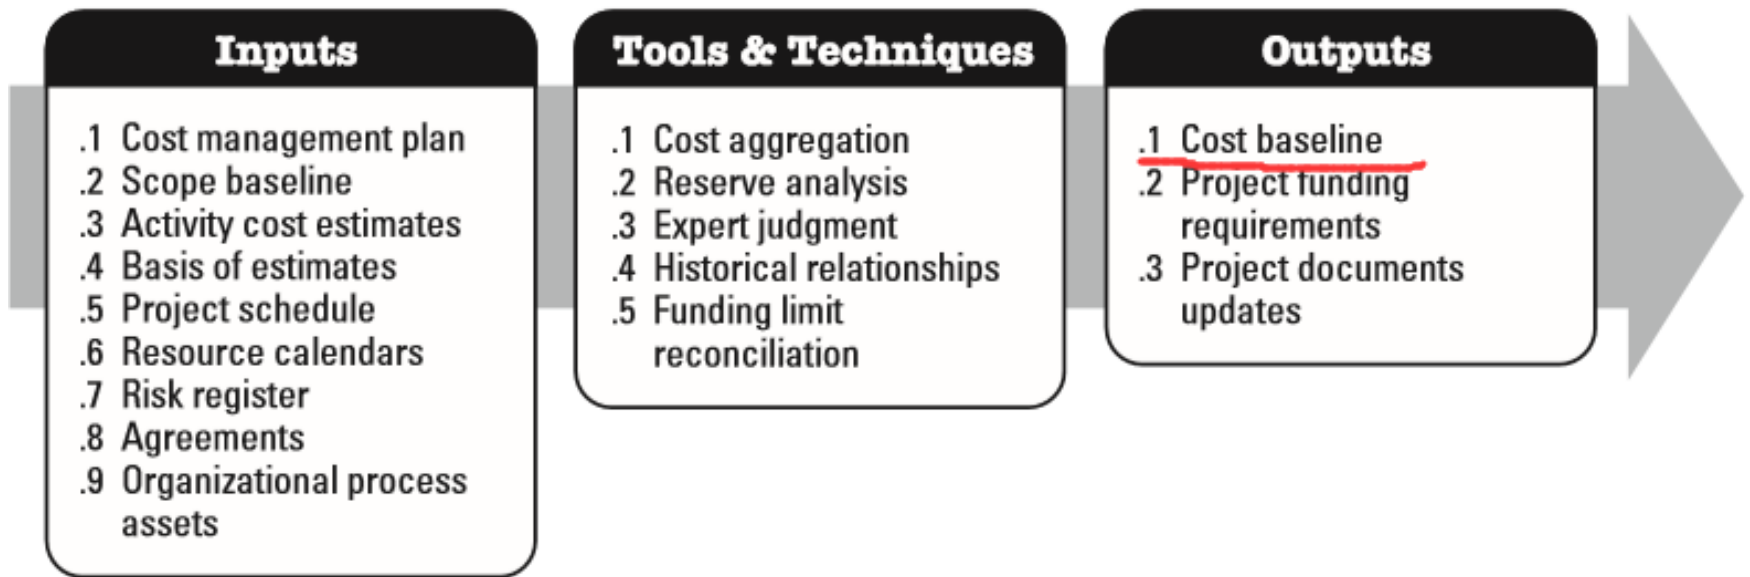 Inputs
.1 Cost management plan
.2 Scope baseline
.3 Activity cost estimates
.4 Basis of estimates
.5 Project schedule
.6 Resource calendars
.7 Risk register
.8 Agreements
.9 Organizational process
assets
Tools & Techniques
.1 Cost aggregation
.2 Reserve analysis
.3 Expert judgment
.4 Historical relationships
.5 Funding limit
reconciliation
Outputs
.1 Cost baseline
.2 Project funding
requirements
.3 Project documents
updates